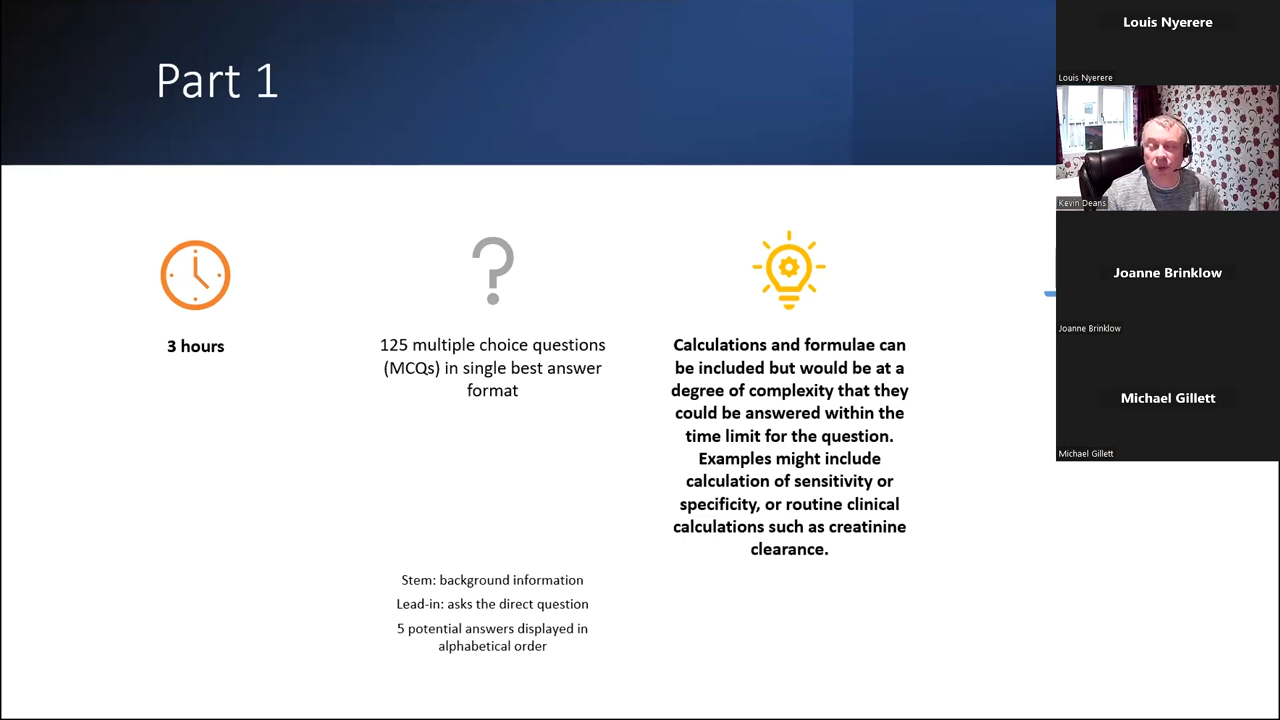 Part 1
3 hours
125 multiple choice questions
(MCQs) in single best answer
format
Stem: background information
Lead-in: asks the direct question
5 potential answers displayed in
alphabetical order
Calculations and formulae can
be included but would be at a
degree of complexity that they
could be answered within the
time limit for the question.
Examples might include
calculation of sensitivity or
specificity, or routine clinical
calculations such as creatinine
clearance.
Louis Nyerere
Louis Nyerere
Kevin Deans
Joanne Brinklow
Joanne Brinklow
Michael Gillett
Michael Gillett